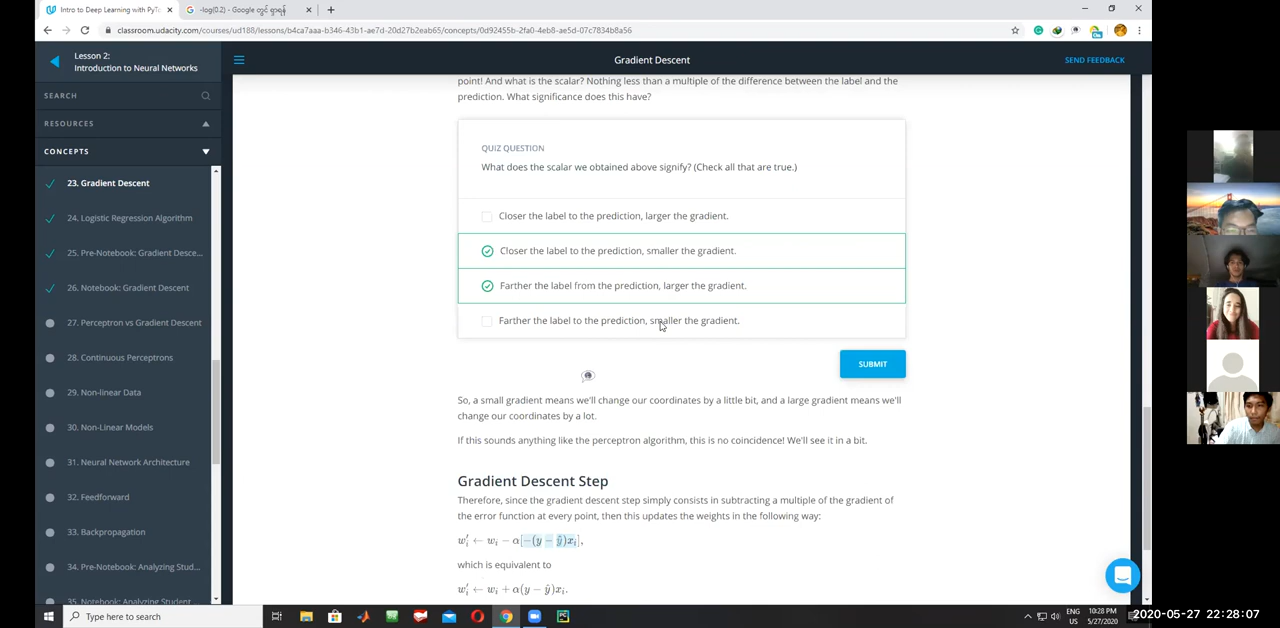 Intro to Deep Learning with PyTo
-log(0.2) - Google တွင် ရှာရန်
classroom.udacity.com/courses/ud188/lessons/b4ca7aaa-b346-43b1-ae7d-20d27b2eab65/concepts/0d92455b-2fa0-4eb8-ae5d-07c7834b8a56
Lesson 2:
Introduction to Neural Networks
Gradient Descent
SEND FEEDBACK
SEARCH
RESOURCES
CONCEPTS
23. Gradient Descent
24. Logistic Regression Algorithm
25. Pre-Notebook: Gradient Desce...
26. Notebook: Gradient Descent
27. Perceptron vs Gradient Descent
28. Continuous Perceptrons
29. Non-linear Data
30. Non-Linear Models
31. Neural Network Architecture
32. Feedforward
33. Backpropagation
34. Pre-Notebook: Analyzing Stud...
35. Notebook: Analyzing Student
point! And what is the scalar? Nothing less than a multiple of the difference between the label and the
prediction. What significance does this have?
QUIZ QUESTION
What does the scalar we obtained above signify? (Check all that are true.)
Closer the label to the prediction, larger the gradient.
Closer the label to the prediction, smaller the gradient.
Farther the label from the prediction, larger the gradient.
Farther the label to the prediction, smaller the gradient.
SUBMIT
So, a small gradient means we'll change our coordinates by a little bit, and a large gradient means we'll
change our coordinates by a lot.
If this sounds anything like the perceptron algorithm, this is no coincidence! We'll see it in a bit.
Gradient Descent Step
Therefore, since the gradient descent step simply consists in subtracting a multiple of the gradient of
the error function at every point, then this updates the weights in the following way:
w_i' ← w_i − α[−(y − ŷ)x_i],
which is equivalent to
w_i' ← w_i + α(y − ŷ)x_i.
Type here to search
ENG
US
10:28 PM
5/27/2020
2020-05-27 22:28:07